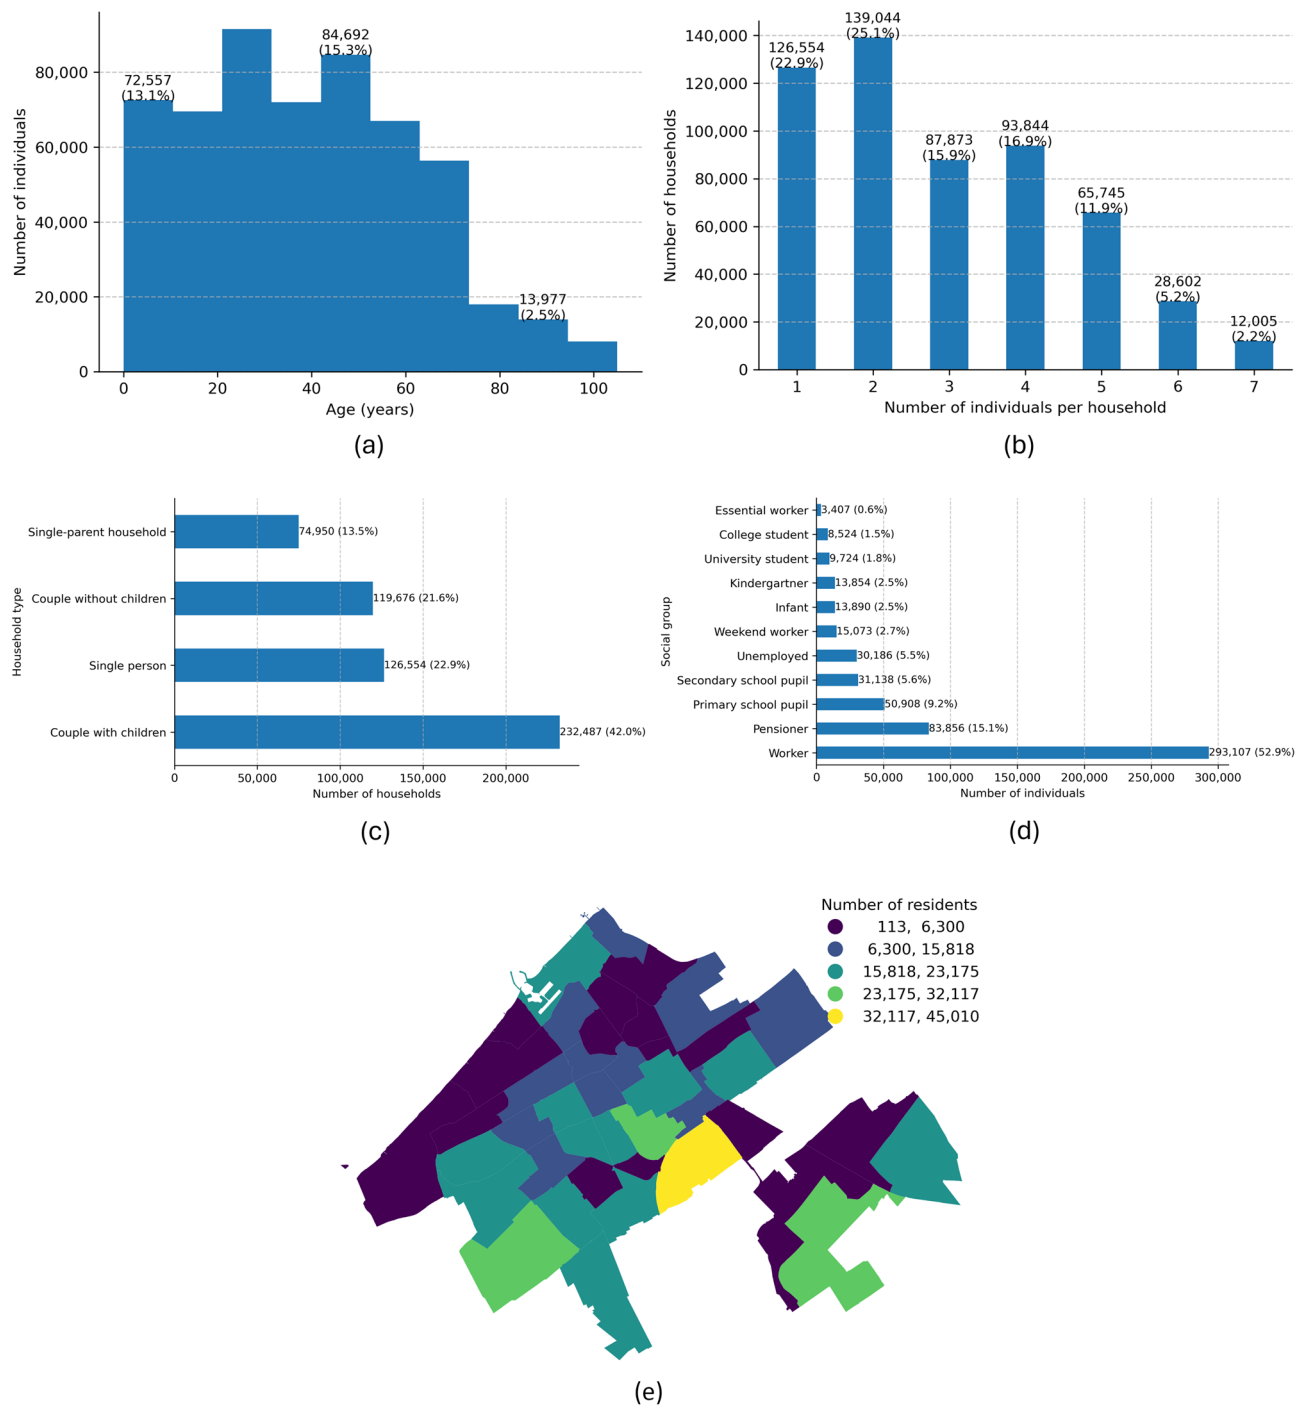 Number of individuals
80,000
60,000
40,000
20,000
0
72,557
(13.1%)
84,692
(15.3%)
13,977
(2.5%)
0 20 40 60 80 100
Age (years)
(a)
Number of households
140,000
120,000
100,000
80,000
60,000
40,000
20,000
0
126,554
(22.9%)
139,044
(25.1%)
87,873
(15.9%)
93,844
(16.9%)
65,745
(11.9%)
28,602
(5.2%)
12,005
(2.2%)
1 2 3 4 5 6 7
Number of individuals per household
(b)
Household type
Single-parent household 74,950 (13.5%)
Couple without children 119,676 (21.6%)
Single person 126,554 (22.9%)
Couple with children 232,487 (42.0%)
0 50,000 100,000 150,000 200,000
Number of households
(c)
Social group
Essential worker 3,407 (0.6%)
College student 8,524 (1.5%)
University student 9,724 (1.8%)
Kindergartner 13,854 (2.5%)
Infant 13,890 (2.5%)
Weekend worker 15,073 (2.7%)
Unemployed 30,186 (5.5%)
Secondary school pupil 31,138 (5.6%)
Primary school pupil 50,908 (9.2%)
Pensioner 83,856 (15.1%)
Worker 293,107 (52.9%)
0 50,000 100,000 150,000 200,000 250,000 300,000
Number of individuals
(d)
Number of residents
113, 6,300
6,300, 15,818
15,818, 23,175
23,175, 32,117
32,117, 45,010
(e)